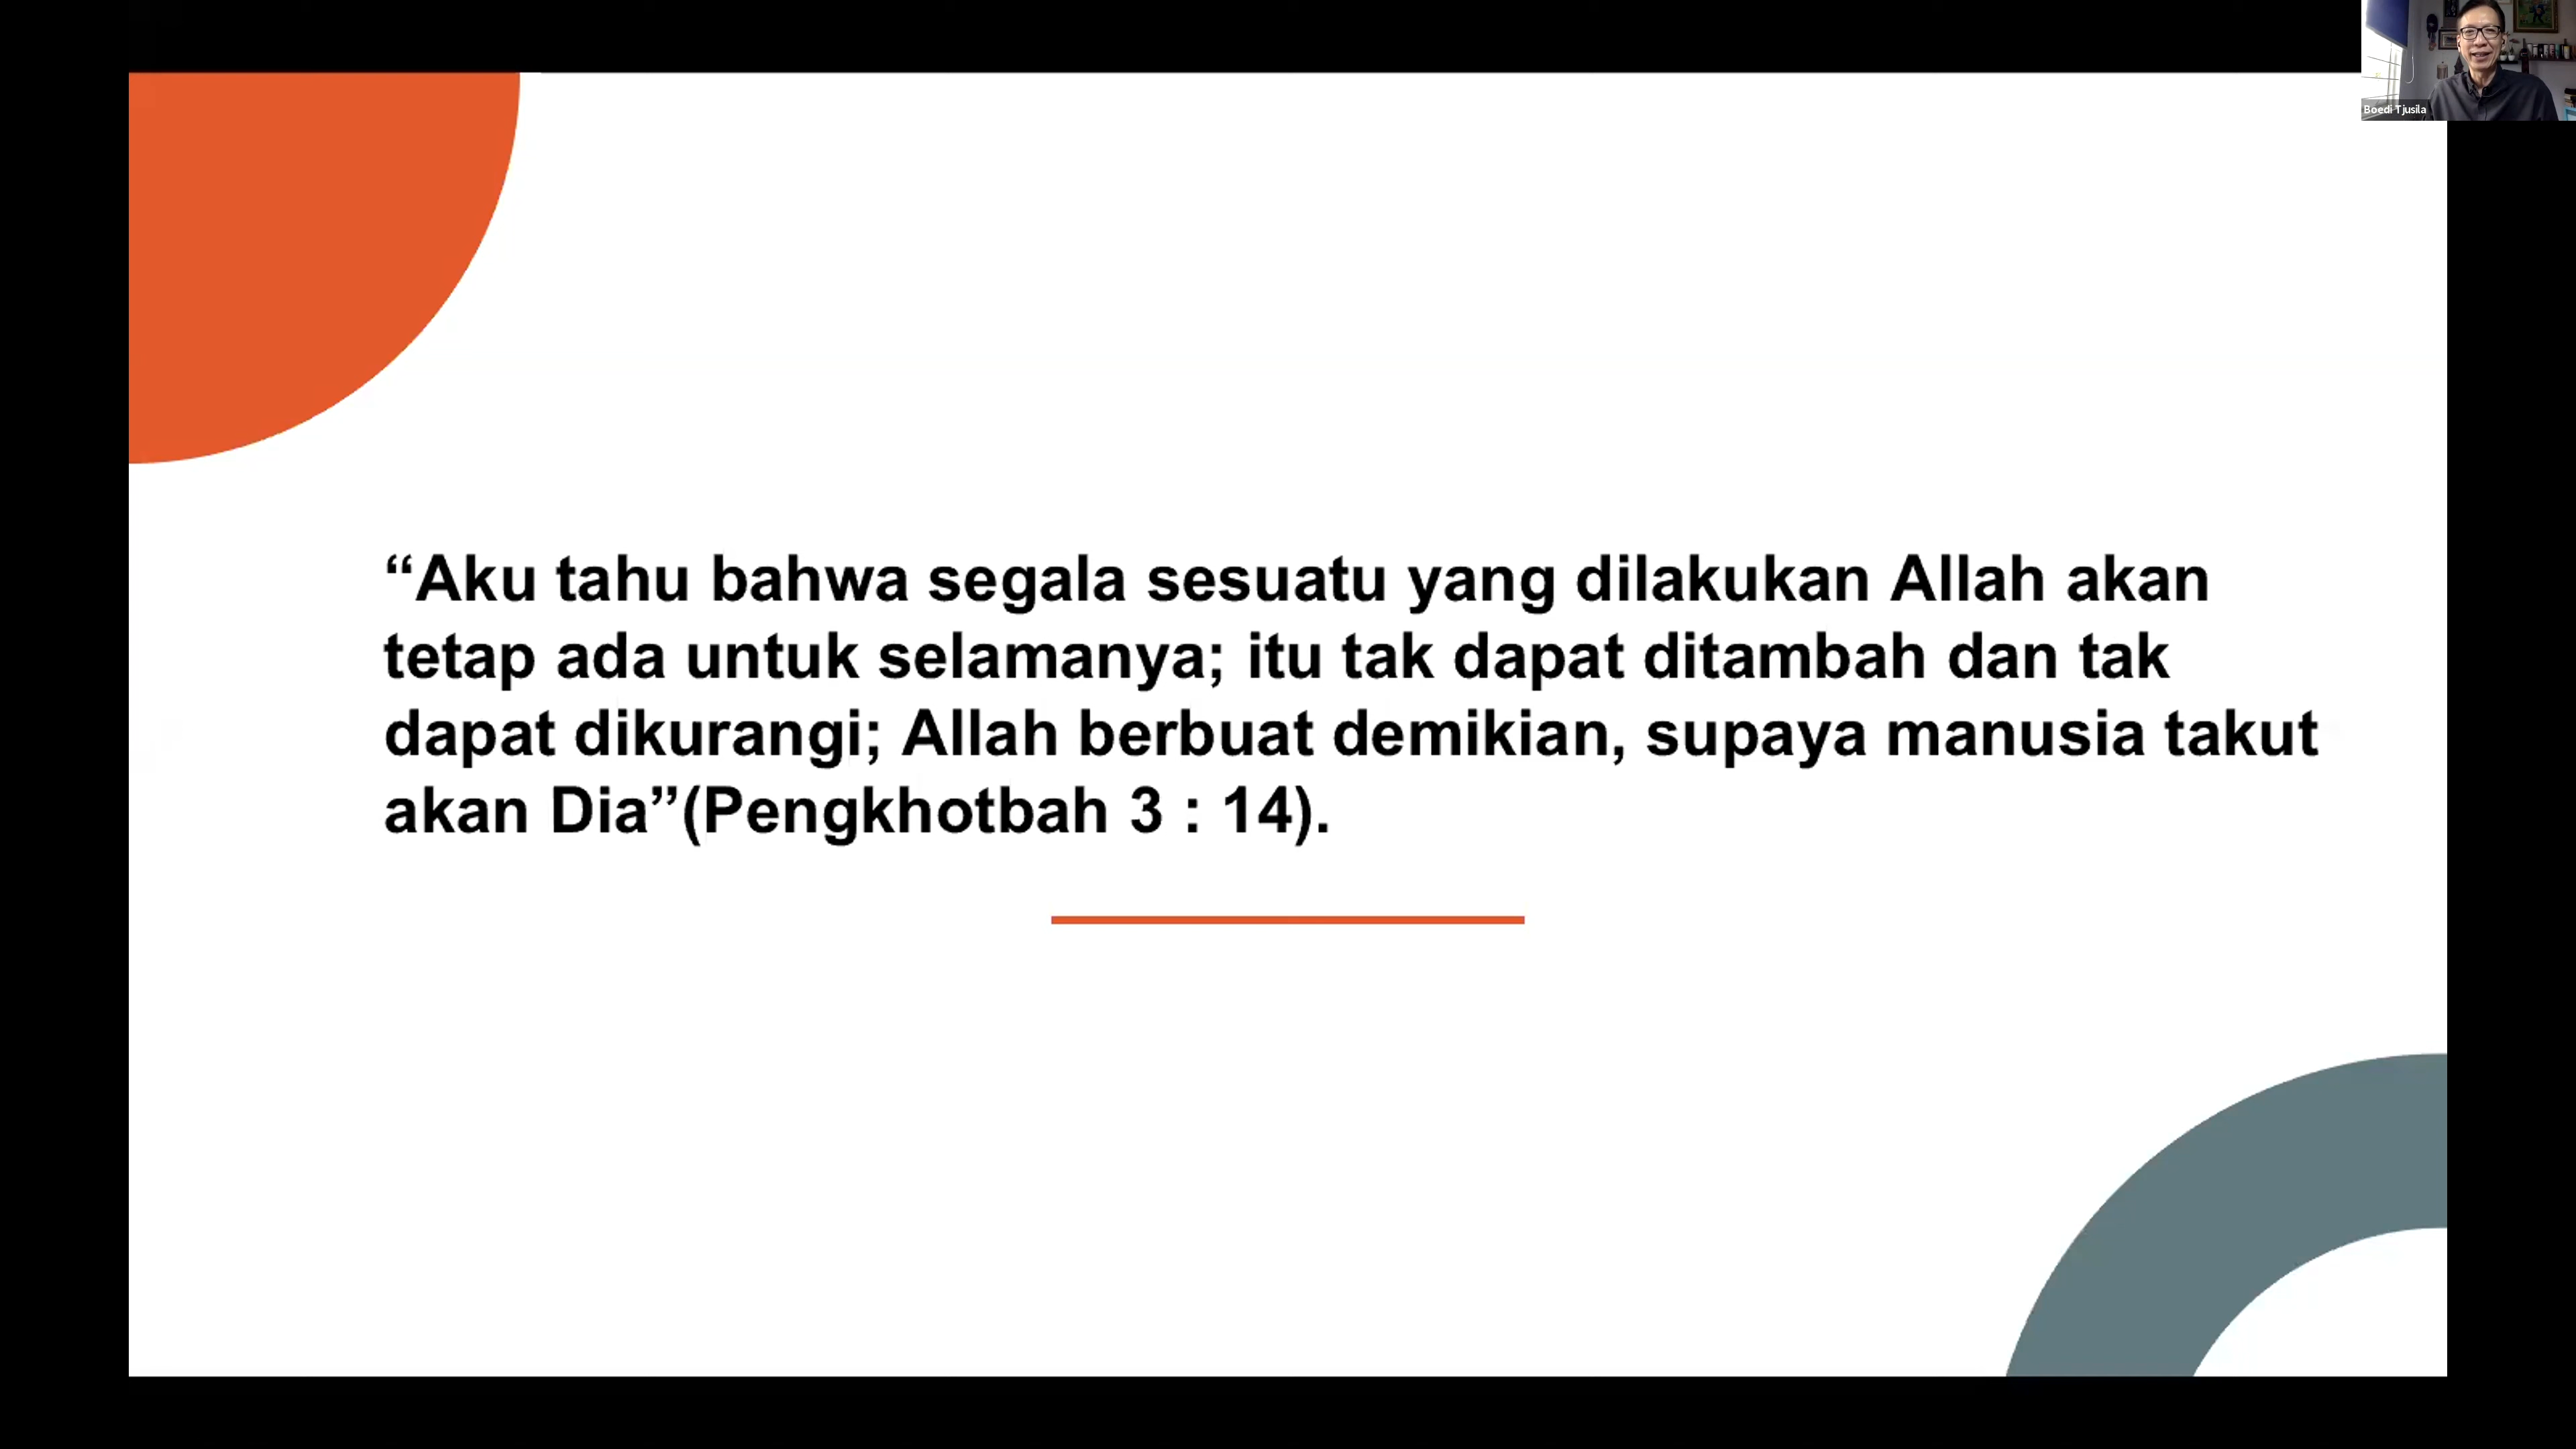 Boedi Tjusila
“Aku tahu bahwa segala sesuatu yang dilakukan Allah akan
tetap ada untuk selamanya; itu tak dapat ditambah dan tak
dapat dikurangi; Allah berbuat demikian, supaya manusia takut
akan Dia”(Pengkhotbah 3 : 14).